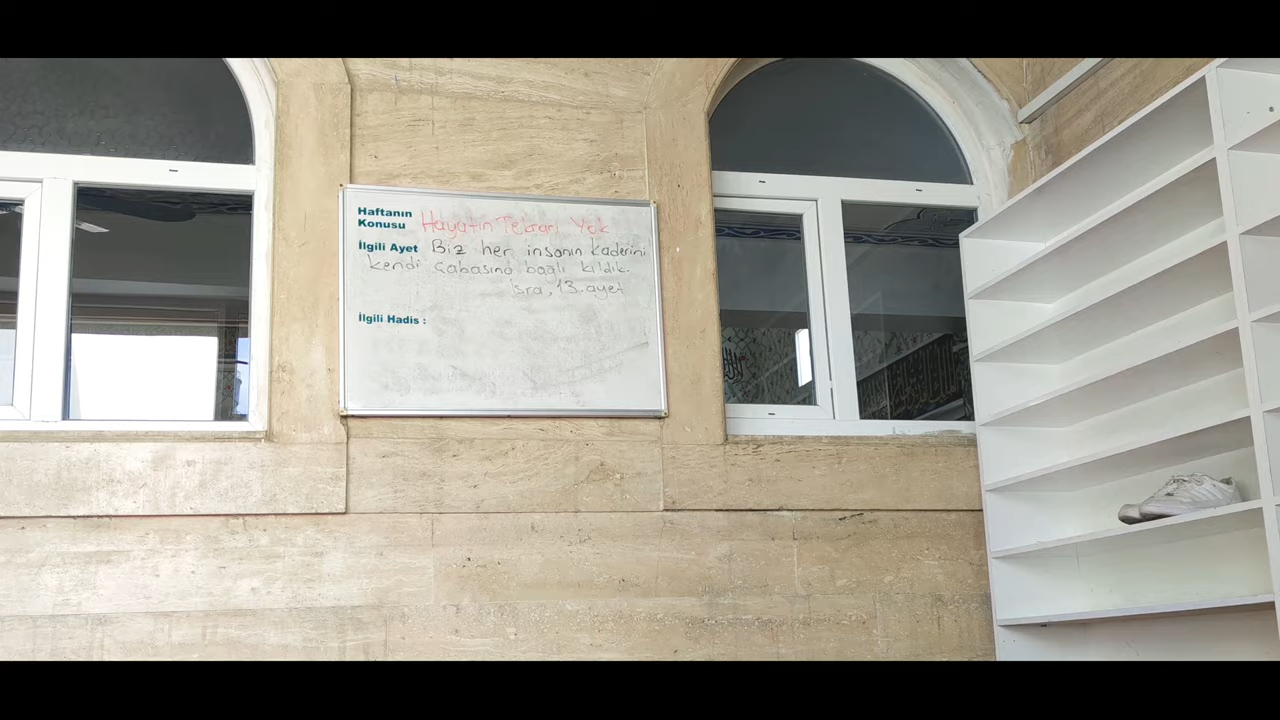 Haftanın
Konusu Hayatın Tekrarı Yok
İlgili Ayet Biz her insanın kaderini
kendi çabasına bağlı kıldık.
İsra, 13. ayet
İlgili Hadis :